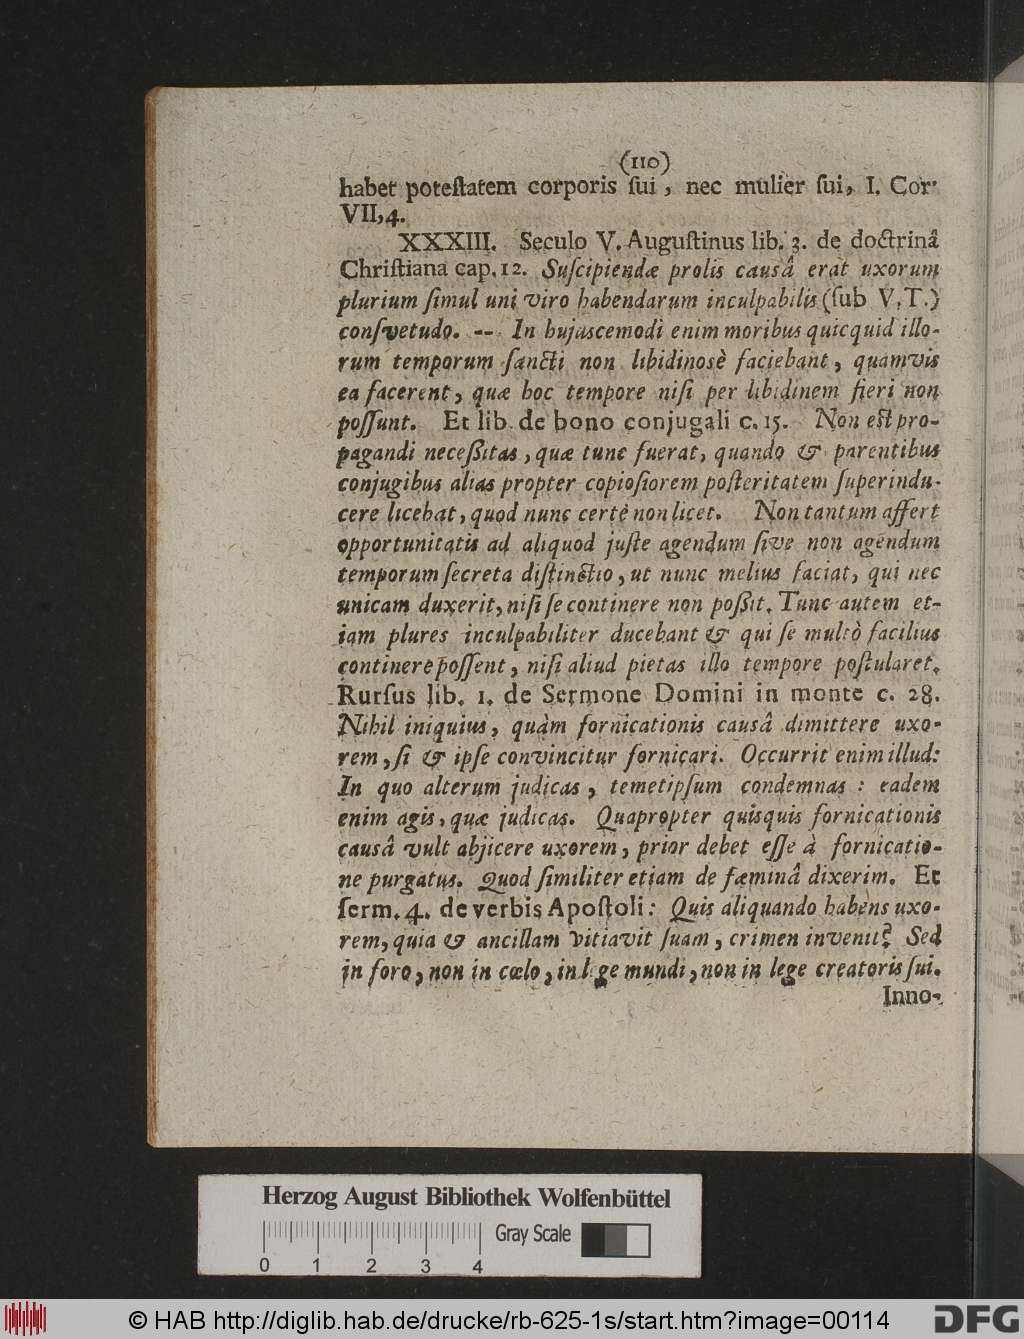 (110)
habet poteſtatem corporis ſui, nec mulier ſui, I. Cor.
VII, 4.
XXXIII. Seculo V. Auguſtinus lib. 3. de doctrinâ
Chriſtiana cap. 12. Suſcipiendæ prolis causâ erat uxorum
plurium ſimul uni viro habendarum inculpabilis (ſub V. T.)
conſvetudo. -- In hujascemodi enim moribus quicquid illo-
rum temporum ſancti non libidinosè faciebant, quamvis
ea facerent, quæ hoc tempore niſi per libidinem fieri non
poſſunt. Et lib. de bono conjugali c. 15. Non eſt pro-
pagandi neceſſitas, quæ tunc fuerat, quando & parentibus
conjugibus alias propter copioſiorem poſteritatem ſuperindu-
cere licebat, quod nunc certè non licet. Non tantum affert
opportunitatis ad aliquod juſte agendum ſive non agendum
temporum ſecreta diſtinctio, ut nunc melius faciat, qui nec
unicam duxerit, niſi ſe continere non poſſit. Tunc autem et-
iam plures inculpabiliter ducebant & qui ſe multò facilius
continere poſſent, niſi aliud pietas illo tempore poſtularet.
Rurſus lib. 1. de Sermone Domini in monte c. 28.
Nihil iniquius, quàm fornicationis causâ dimittere uxo-
rem, ſi & ipſe convincitur fornicari. Occurrit enim illud:
In quo alterum judicas, temetipſum condemnas: eadem
enim agis, quæ judicas. Quapropter quisquis fornicationis
causâ vult abjicere uxorem, prior debet eſſe à fornicatio-
ne purgatus. Quod ſimiliter etiam de fæminâ dixerim. Et
ſerm. 4. de verbis Apoſtoli: Quis aliquando habens uxo-
rem, quia & ancillam vitiavit ſuam, crimen invenit? Sed
in foro, non in cœlo, in lege mundi, non in lege creatoris ſui.
Inno-
Herzog August Bibliothek Wolfenbüttel
Gray Scale
0 1 2 3 4
© HAB http://diglib.hab.de/drucke/rb-625-1s/start.htm?image=00114
DFG